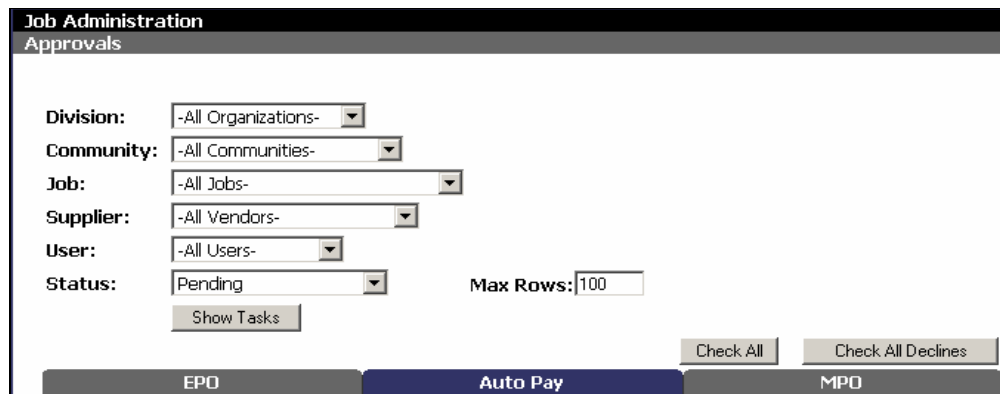 Job Administration
Approvals
Division: -All Organizations-
Community: -All Communities-
Job: -All Jobs-
Supplier: -All Vendors-
User: -All Users-
Status: Pending Max Rows: 100
Show Tasks
Check All Check All Declines
EPO Auto Pay MPO